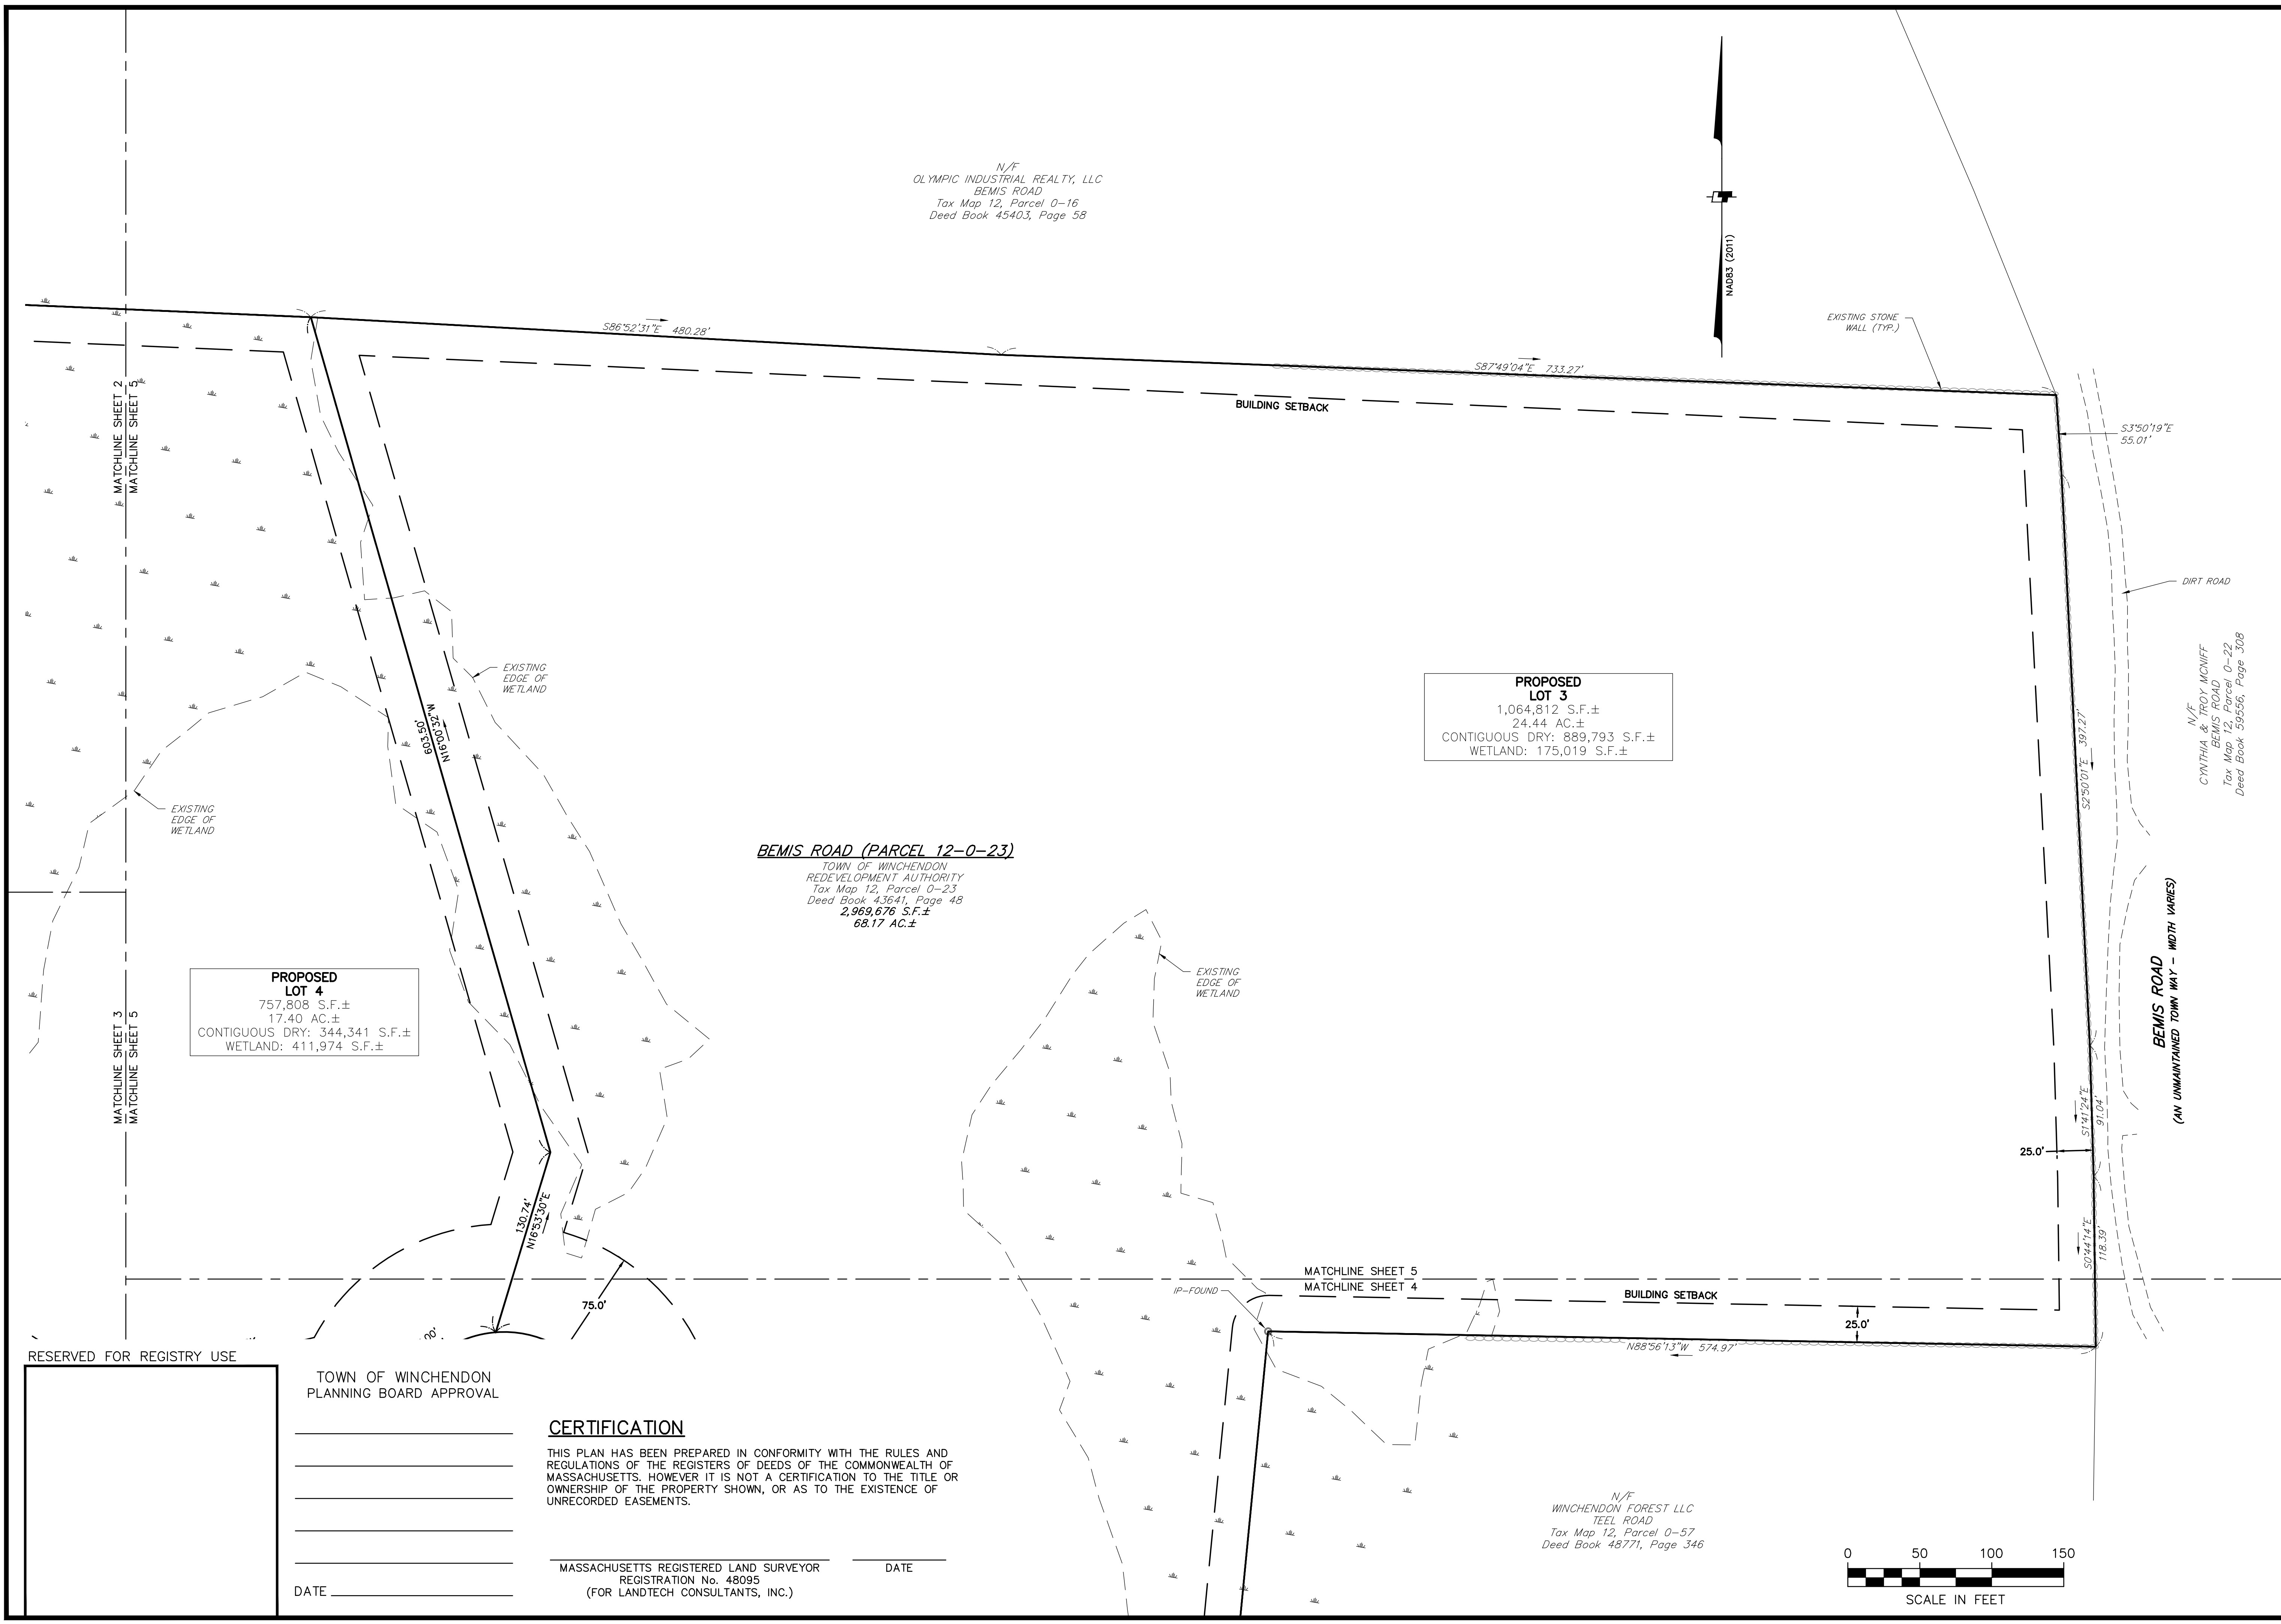 N/F
OLYMPIC INDUSTRIAL REALTY, LLC
BEMIS ROAD
Tax Map 12, Parcel 0-16
Deed Book 45403, Page 58
NAD83 (2011)
EXISTING STONE
WALL (TYP.)
S86°52'31"E 480.28'
S87°49'04"E 733.27'
BUILDING SETBACK
S3°50'19"E
55.01'
MATCHLINE SHEET 2
MATCHLINE SHEET 5
DIRT ROAD
EXISTING
EDGE OF
WETLAND
N/F
CYNTHIA & TROY MCNIFF
BEMIS ROAD
Tax Map 12, Parcel 0-22
Deed Book 59556, Page 308
PROPOSED
LOT 3
1,064,812 S.F.±
24.44 AC.±
CONTIGUOUS DRY: 889,793 S.F.±
WETLAND: 175,019 S.F.±
603.50'
N16°00'32"W
S2°50'01"E 397.27'
EXISTING
EDGE OF
WETLAND
BEMIS ROAD (PARCEL 12-0-23)
TOWN OF WINCHENDON
REDEVELOPMENT AUTHORITY
Tax Map 12, Parcel 0-23
Deed Book 43641, Page 48
2,969,676 S.F.±
68.17 AC.±
EXISTING
EDGE OF
WETLAND
BEMIS ROAD
(AN UNMAINTAINED TOWN WAY - WIDTH VARIES)
PROPOSED
LOT 4
757,808 S.F.±
17.40 AC.±
CONTIGUOUS DRY: 344,341 S.F.±
WETLAND: 411,974 S.F.±
MATCHLINE SHEET 3
MATCHLINE SHEET 5
S1°41'24"E
91.04'
25.0'
130.74'
N16°53'30"E
S0°44'14"E
118.39'
MATCHLINE SHEET 5
MATCHLINE SHEET 4
IP-FOUND
BUILDING SETBACK
75.0'
25.0'
00'
N88°56'13"W 574.97'
RESERVED FOR REGISTRY USE
TOWN OF WINCHENDON
PLANNING BOARD APPROVAL
DATE
CERTIFICATION
THIS PLAN HAS BEEN PREPARED IN CONFORMITY WITH THE RULES AND
REGULATIONS OF THE REGISTERS OF DEEDS OF THE COMMONWEALTH OF
MASSACHUSETTS. HOWEVER IT IS NOT A CERTIFICATION TO THE TITLE OR
OWNERSHIP OF THE PROPERTY SHOWN, OR AS TO THE EXISTENCE OF
UNRECORDED EASEMENTS.
MASSACHUSETTS REGISTERED LAND SURVEYOR DATE
REGISTRATION No. 48095
(FOR LANDTECH CONSULTANTS, INC.)
N/F
WINCHENDON FOREST LLC
TEEL ROAD
Tax Map 12, Parcel 0-57
Deed Book 48771, Page 346
0 50 100 150
SCALE IN FEET